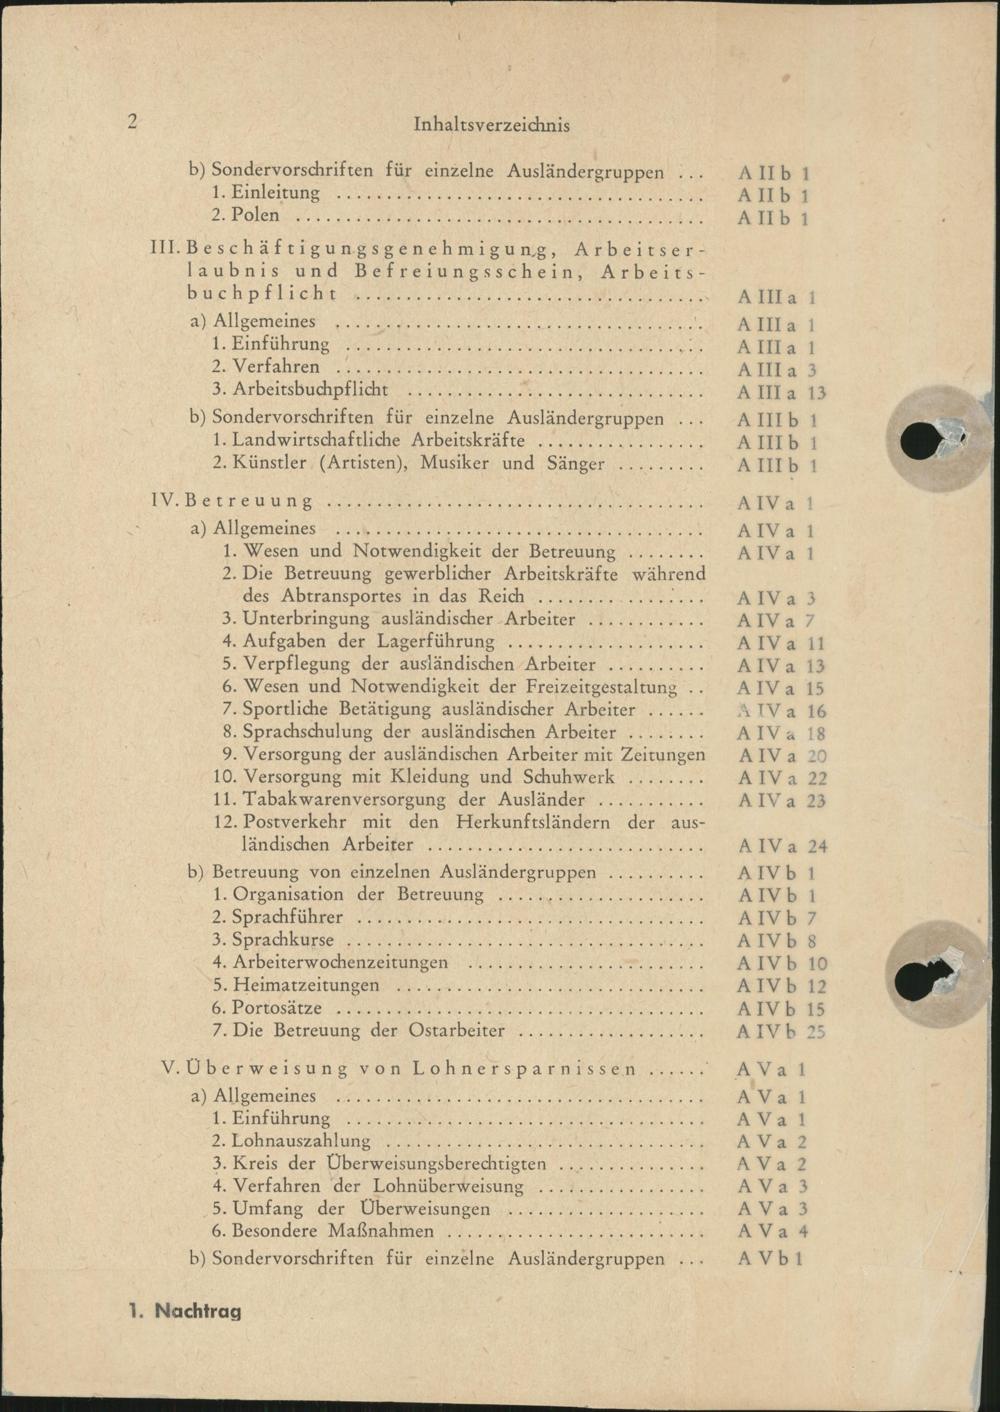 2 Inhaltsverzeichnis
b) Sondervorschriften für einzelne Ausländergruppen ... A II b 1
1. Einleitung ........................................ A II b 1
2. Polen ........................................ A II b 1
III. Beschäftigungsgenehmigung, Arbeitser-
laubnis und Befreiungsschein, Arbeits-
buchpflicht ................................... A III a 1
a) Allgemeines ................................... A III a 1
1. Einführung ................................... A III a 1
2. Verfahren ................................... A III a 3
3. Arbeitsbuchpflicht ............................. A III a 13
b) Sondervorschriften für einzelne Ausländergruppen ... A III b 1
1. Landwirtschaftliche Arbeitskräfte ................. A III b 1
2. Künstler (Artisten), Musiker und Sänger ......... A III b 1
IV. Betreuung ..................................... A IV a 1
a) Allgemeines .................................... A IV a 1
1. Wesen und Notwendigkeit der Betreuung ........ A IV a 1
2. Die Betreuung gewerblicher Arbeitskräfte während
des Abtransportes in das Reich ................. A IV a 3
3. Unterbringung ausländischer Arbeiter ............ A IV a 7
4. Aufgaben der Lagerführung .................... A IV a 11
5. Verpflegung der ausländischen Arbeiter .......... A IV a 13
6. Wesen und Notwendigkeit der Freizeitgestaltung .. A IV a 15
7. Sportliche Betätigung ausländischer Arbeiter ...... A IV a 16
8. Sprachschulung der ausländischen Arbeiter ........ A IV a 18
9. Versorgung der ausländischen Arbeiter mit Zeitungen A IV a 20
10. Versorgung mit Kleidung und Schuhwerk ........ A IV a 22
11. Tabakwarenversorgung der Ausländer ........... A IV a 23
12. Postverkehr mit den Herkunftsländern der aus-
ländischen Arbeiter ............................ A IV a 24
b) Betreuung von einzelnen Ausländergruppen .......... A IV b 1
1. Organisation der Betreuung ..................... A IV b 1
2. Sprachführer ................................... A IV b 7
3. Sprachkurse .................................... A IV b 8
4. Arbeiterwochenzeitungen ........................ A IV b 10
5. Heimatzeitungen ............................... A IV b 12
6. Portosätze ..................................... A IV b 15
7. Die Betreuung der Ostarbeiter ................... A IV b 25
V. Überweisung von Lohnersparnissen ...... A V a 1
a) Allgemeines .................................... A V a 1
1. Einführung .................................... A V a 1
2. Lohnauszahlung ................................ A V a 2
3. Kreis der Überweisungsberechtigten ............... A V a 2
4. Verfahren der Lohnüberweisung ................. A V a 3
5. Umfang der Überweisungen .................... A V a 3
6. Besondere Maßnahmen .......................... A V a 4
b) Sondervorschriften für einzelne Ausländergruppen ... A V b 1
1. Nachtrag